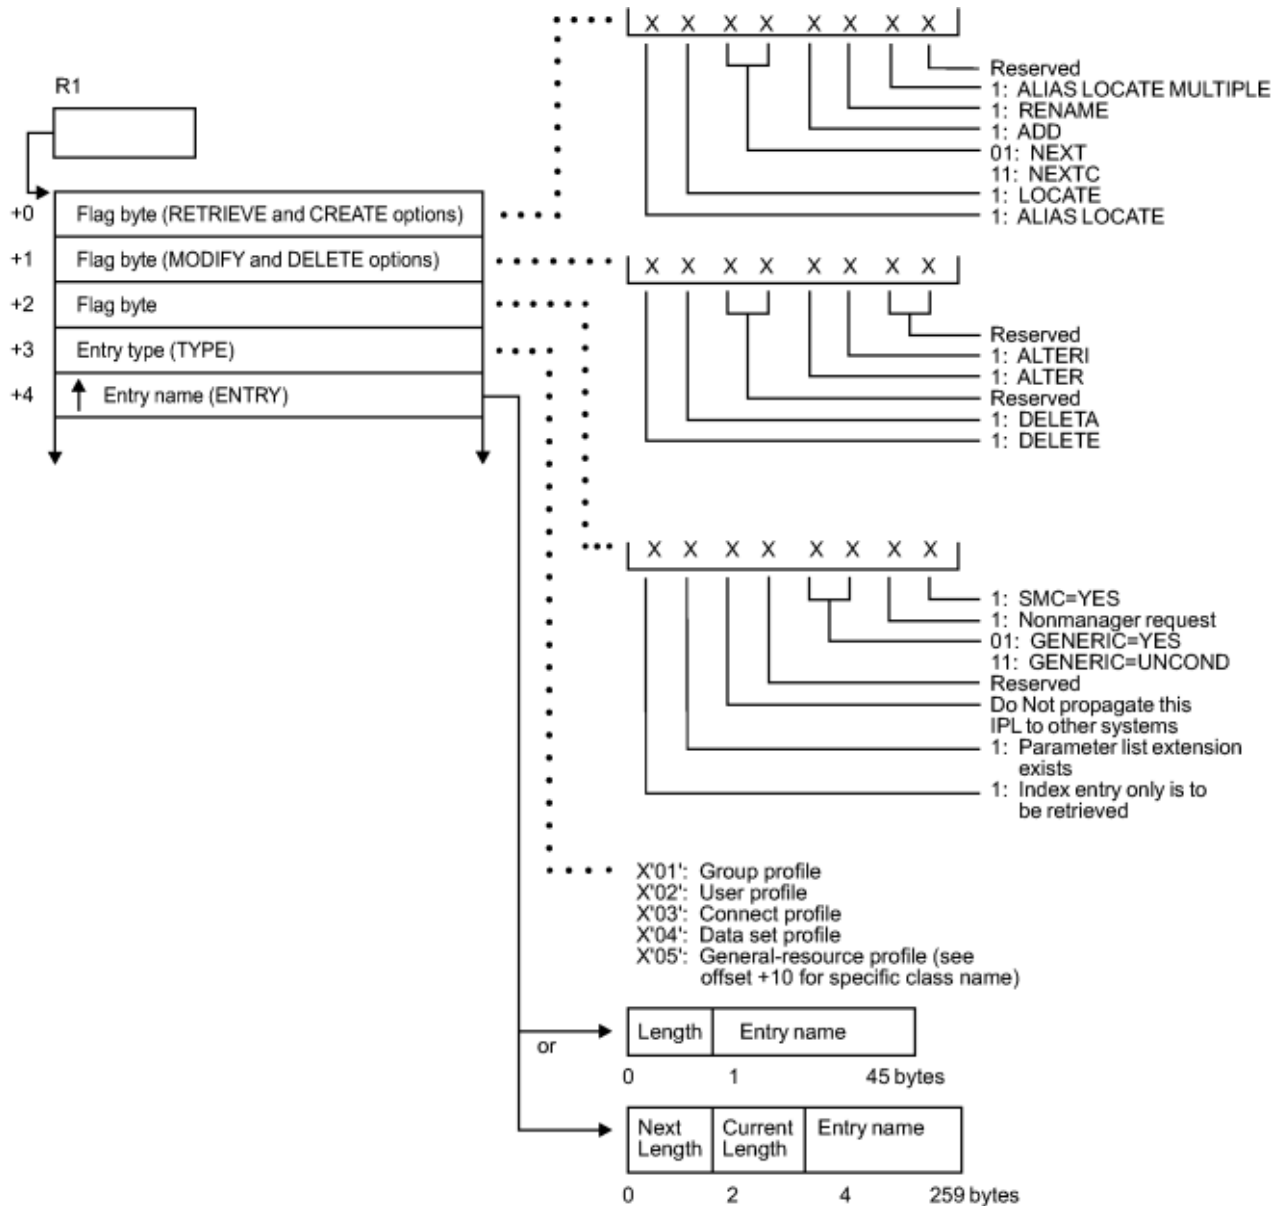 X X X X X X X X
Reserved
1: ALIAS LOCATE MULTIPLE
1: RENAME
1: ADD
01: NEXT
11: NEXTC
1: LOCATE
1: ALIAS LOCATE
R1
+0 Flag byte (RETRIEVE and CREATE options)
+1 Flag byte (MODIFY and DELETE options)
+2 Flag byte
+3 Entry type (TYPE)
+4 Entry name (ENTRY)
X X X X X X X X
Reserved
1: ALTERI
1: ALTER
Reserved
1: DELETA
1: DELETE
X X X X X X X X
1: SMC=YES
1: Nonmanager request
01: GENERIC=YES
11: GENERIC=UNCOND
Reserved
Do Not propagate this
IPL to other systems
1: Parameter list extension
exists
1: Index entry only is to
be retrieved
X'01': Group profile
X'02': User profile
X'03': Connect profile
X'04': Data set profile
X'05': General-resource profile (see
offset +10 for specific class name)
Length Entry name
or
0 1 45 bytes
Next Current Entry name
Length Length
0 2 4 259 bytes